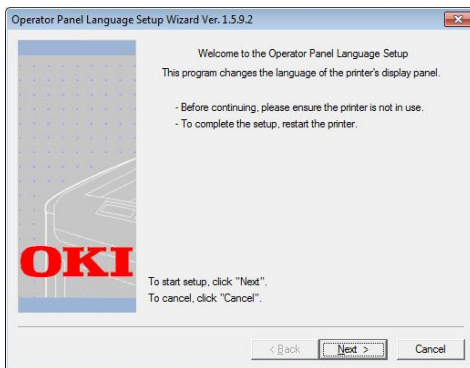 Operator Panel Language Setup Wizard Ver. 1.5.9.2
Welcome to the Operator Panel Language Setup
This program changes the language of the printer's display panel.
- Before continuing, please ensure the printer is not in use.
- To complete the setup, restart the printer.
OKI
To start setup, click "Next".
To cancel, click "Cancel".
< Back
Next >
Cancel